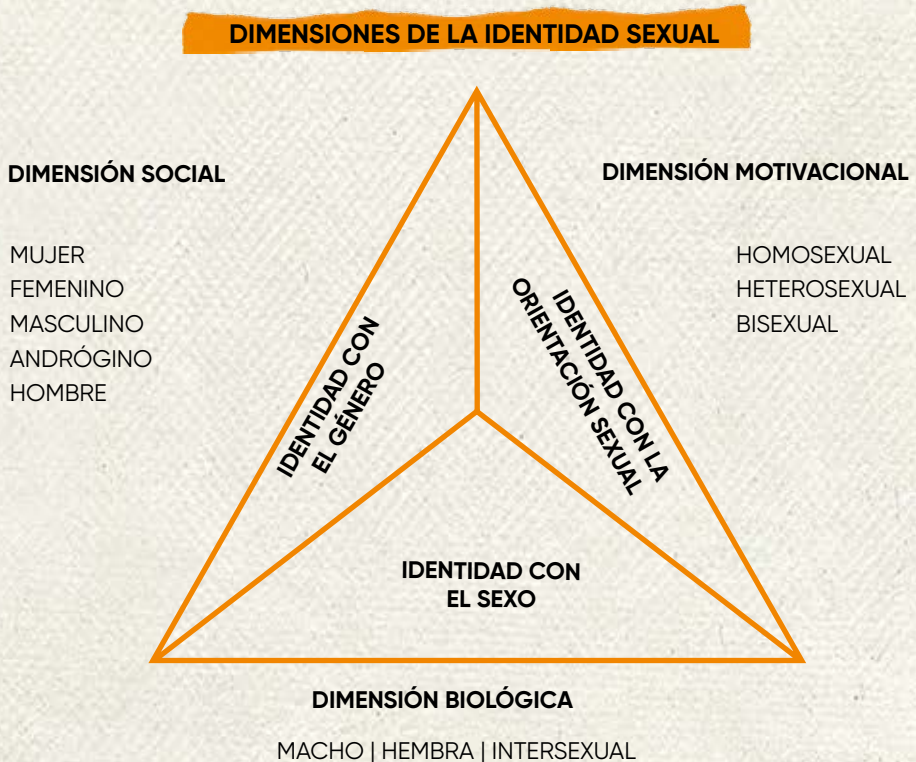 DIMENSIONES DE LA IDENTIDAD SEXUAL
DIMENSIÓN SOCIAL
MUJER
FEMENINO
MASCULINO
ANDRÓGINO
HOMBRE
DIMENSIÓN MOTIVACIONAL
HOMOSEXUAL
HETEROSEXUAL
BISEXUAL
IDENTIDAD CON
EL GÉNERO
IDENTIDAD CON LA
ORIENTACIÓN SEXUAL
IDENTIDAD CON
EL SEXO
DIMENSIÓN BIOLÓGICA
MACHO | HEMBRA | INTERSEXUAL